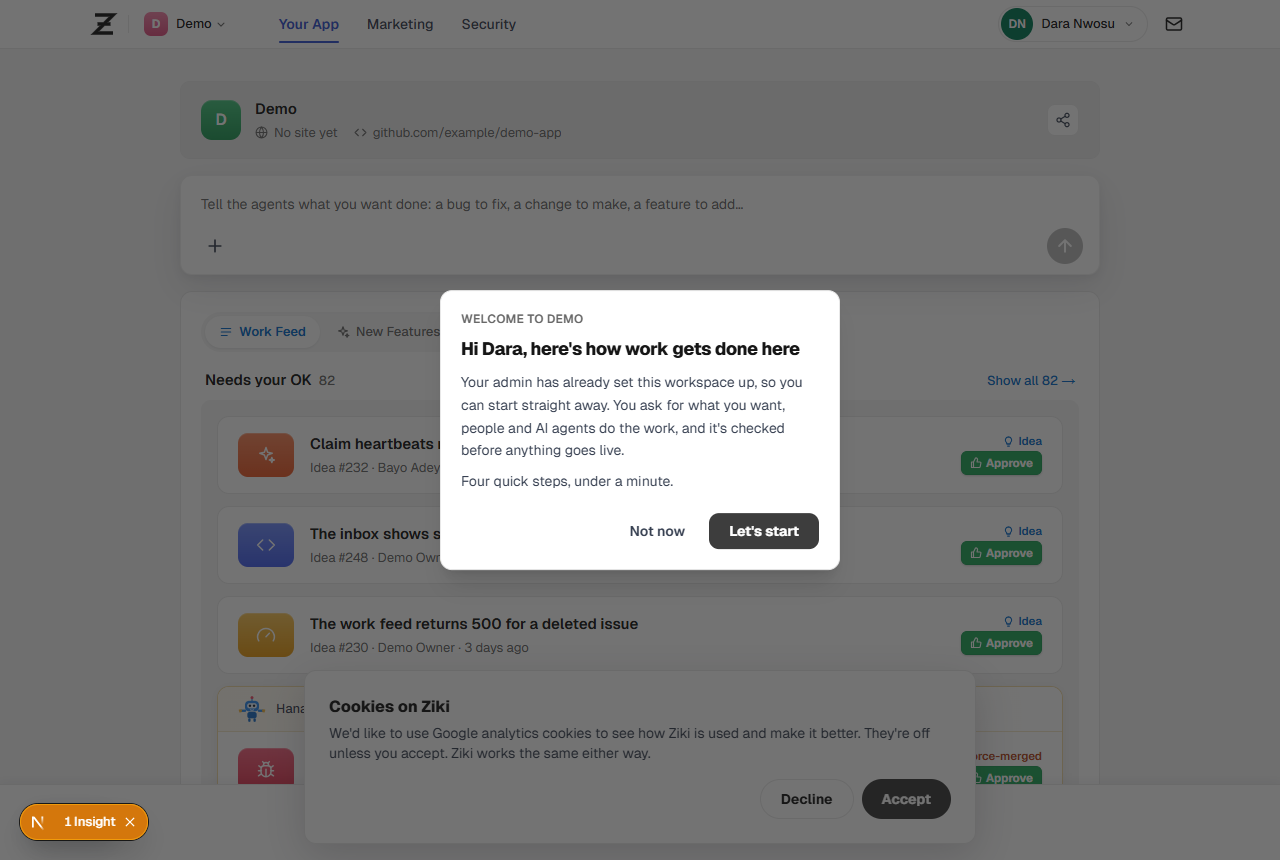 D Demo
Your App
Marketing
Security
DN Dara Nwosu
D
Demo
No site yet
github.com/example/demo-app
Tell the agents what you want done: a bug to fix, a change to make, a feature to add...
Work Feed
New Features
Needs your OK 82
Show all 82 →
Claim heartbeats
Idea #232 · Bayo Adey
Idea
Approve
The inbox shows s
Idea #248 · Demo Owr
Idea
Approve
The work feed returns 500 for a deleted issue
Idea #230 · Demo Owner · 3 days ago
Idea
Approve
WELCOME TO DEMO
Hi Dara, here's how work gets done here
Your admin has already set this workspace up, so you
can start straight away. You ask for what you want,
people and AI agents do the work, and it's checked
before anything goes live.
Four quick steps, under a minute.
Not now
Let's start
Hana
orce-merged
Approve
Cookies on Ziki
We'd like to use Google analytics cookies to see how Ziki is used and make it better. They're off
unless you accept. Ziki works the same either way.
Decline
Accept
N 1 Insight